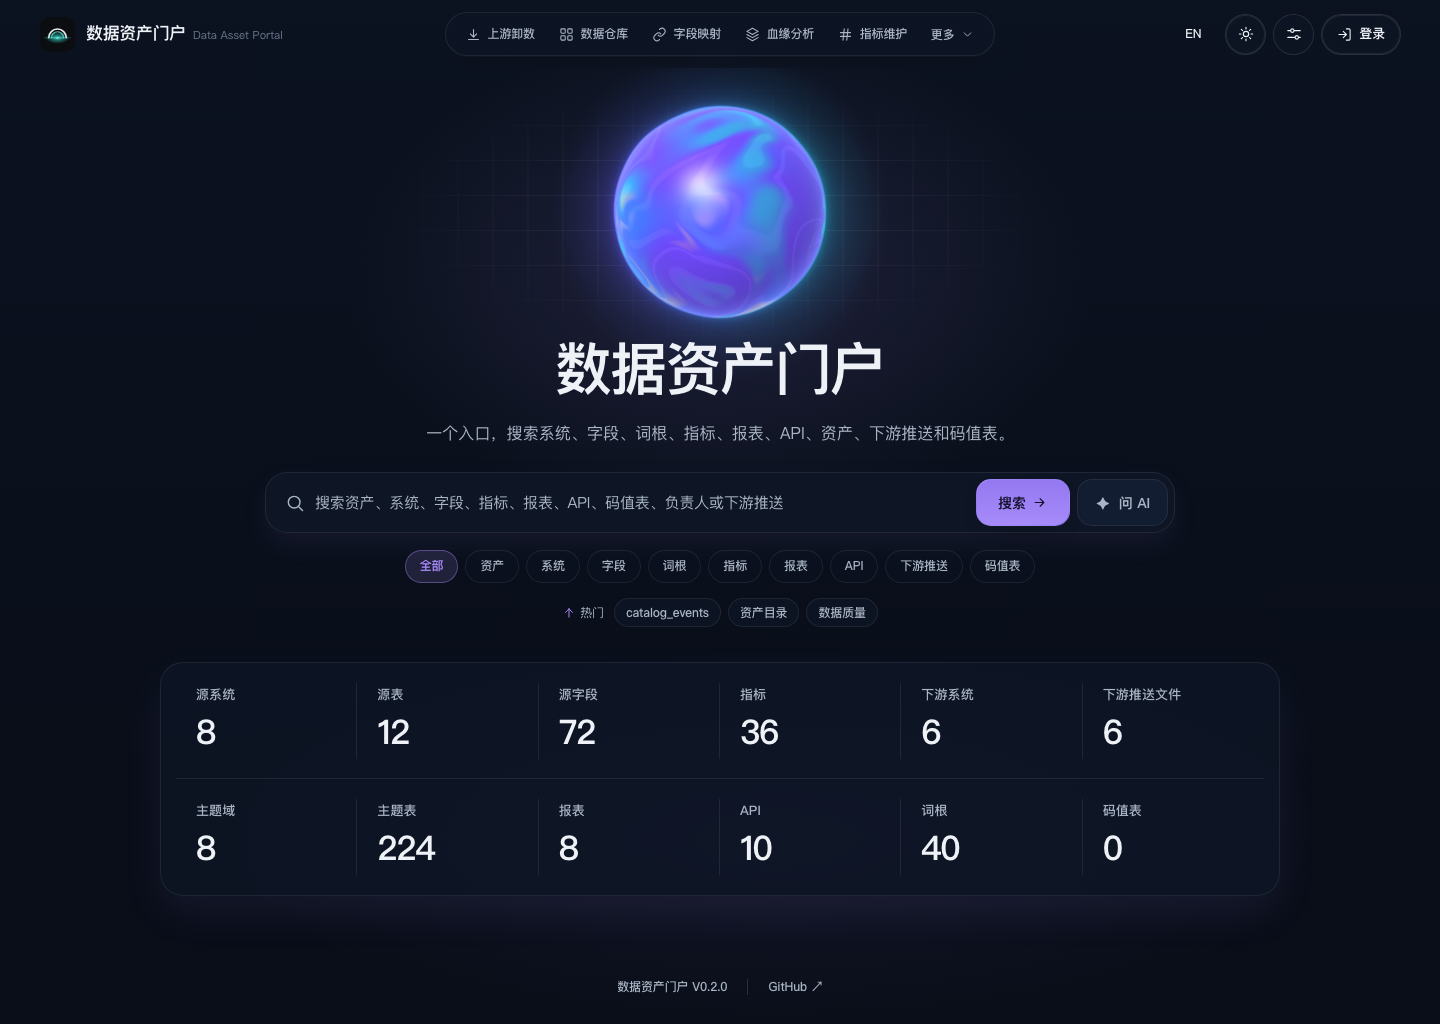 数据资产门户 Data Asset Portal
上游卸数 数据仓库 字段映射 血缘分析 指标维护 更多
EN 登录
数据资产门户
一个入口，搜索系统、字段、词根、指标、报表、API、资产、下游推送和码值表。
搜索资产、系统、字段、指标、报表、API、码值表、负责人或下游推送
搜索 → 问 AI
全部 资产 系统 字段 词根 指标 报表 API 下游推送 码值表
↑ 热门 catalog_events 资产目录 数据质量
源系统 源表 源字段 指标 下游系统 下游推送文件
8 12 72 36 6 6
主题域 主题表 报表 API 词根 码值表
8 224 8 10 40 0
数据资产门户 V0.2.0 GitHub ↗